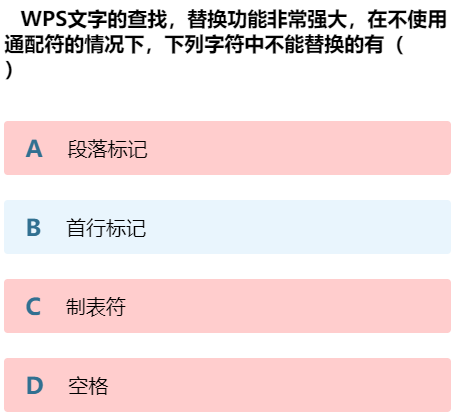 WPS文字的查找，替换功能非常强大，在不使用
通配符的情况下，下列字符中不能替换的有（
）
A 段落标记
B 首行标记
C 制表符
D 空格